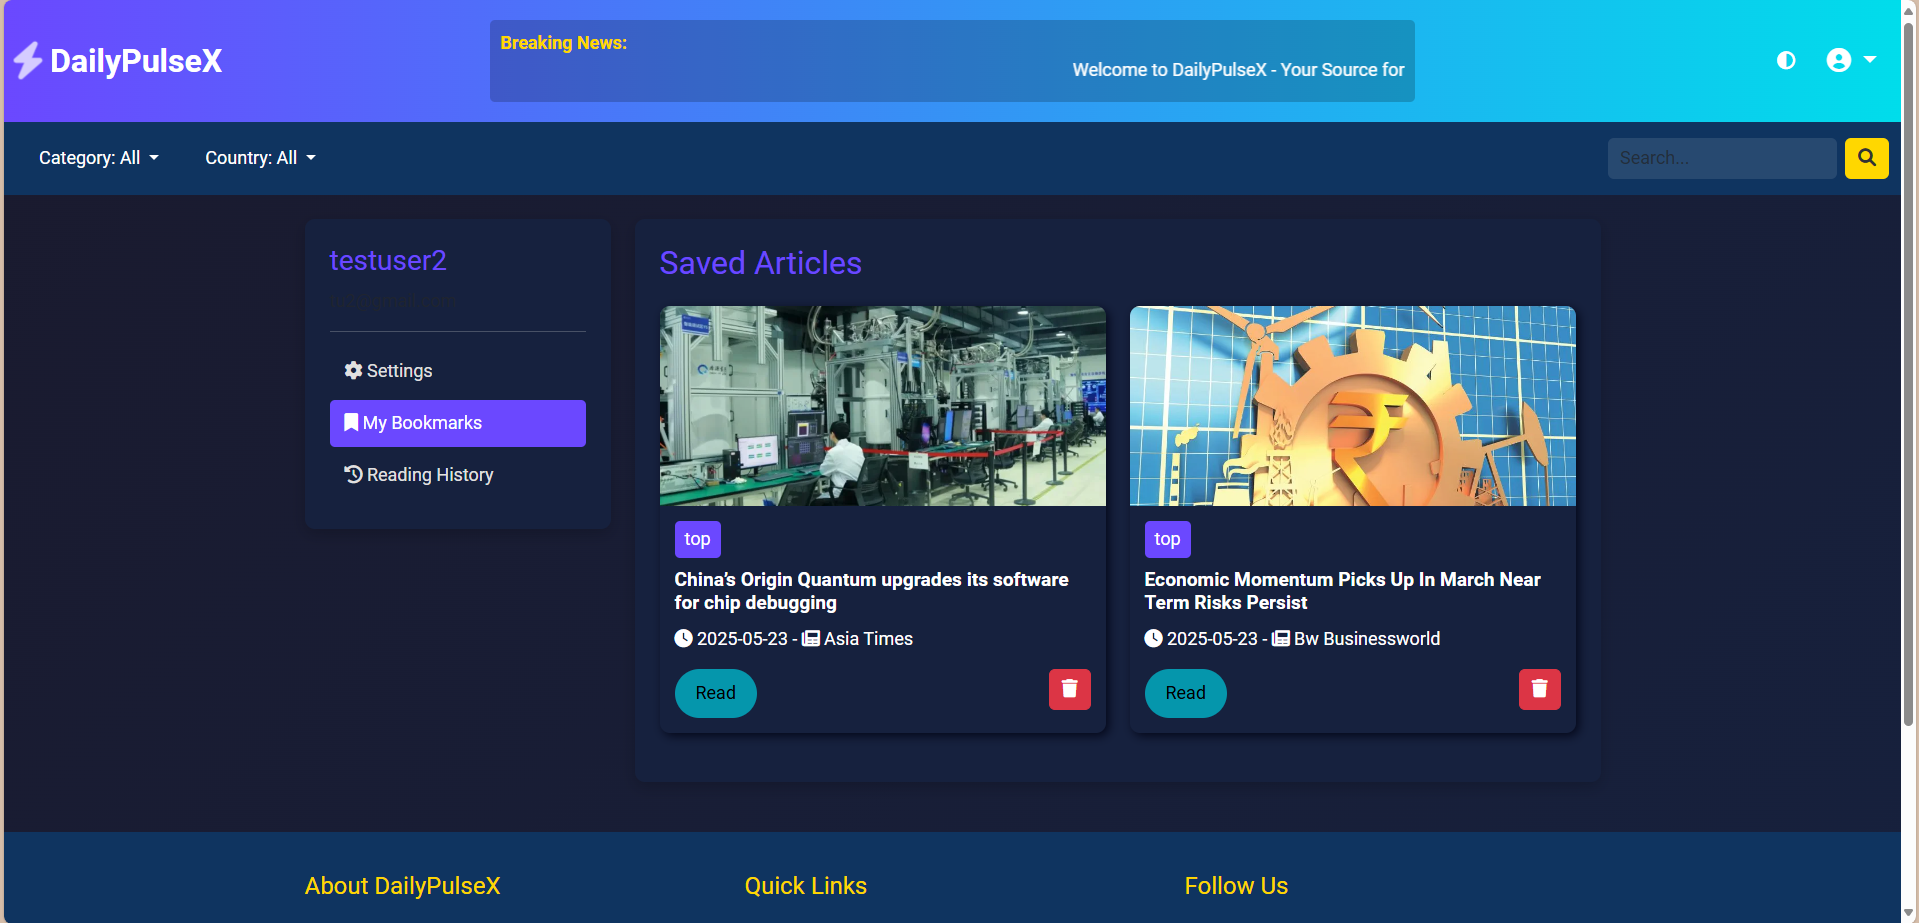 DailyPulseX
Breaking News:
Welcome to DailyPulseX - Your Source for
Category: All
Country: All
Search...
testuser2
Settings
My Bookmarks
Reading History
Saved Articles
top
China’s Origin Quantum upgrades its software
for chip debugging
2025-05-23 - Asia Times
Read
top
Economic Momentum Picks Up In March Near
Term Risks Persist
2025-05-23 - Bw Businessworld
Read
About DailyPulseX
Quick Links
Follow Us